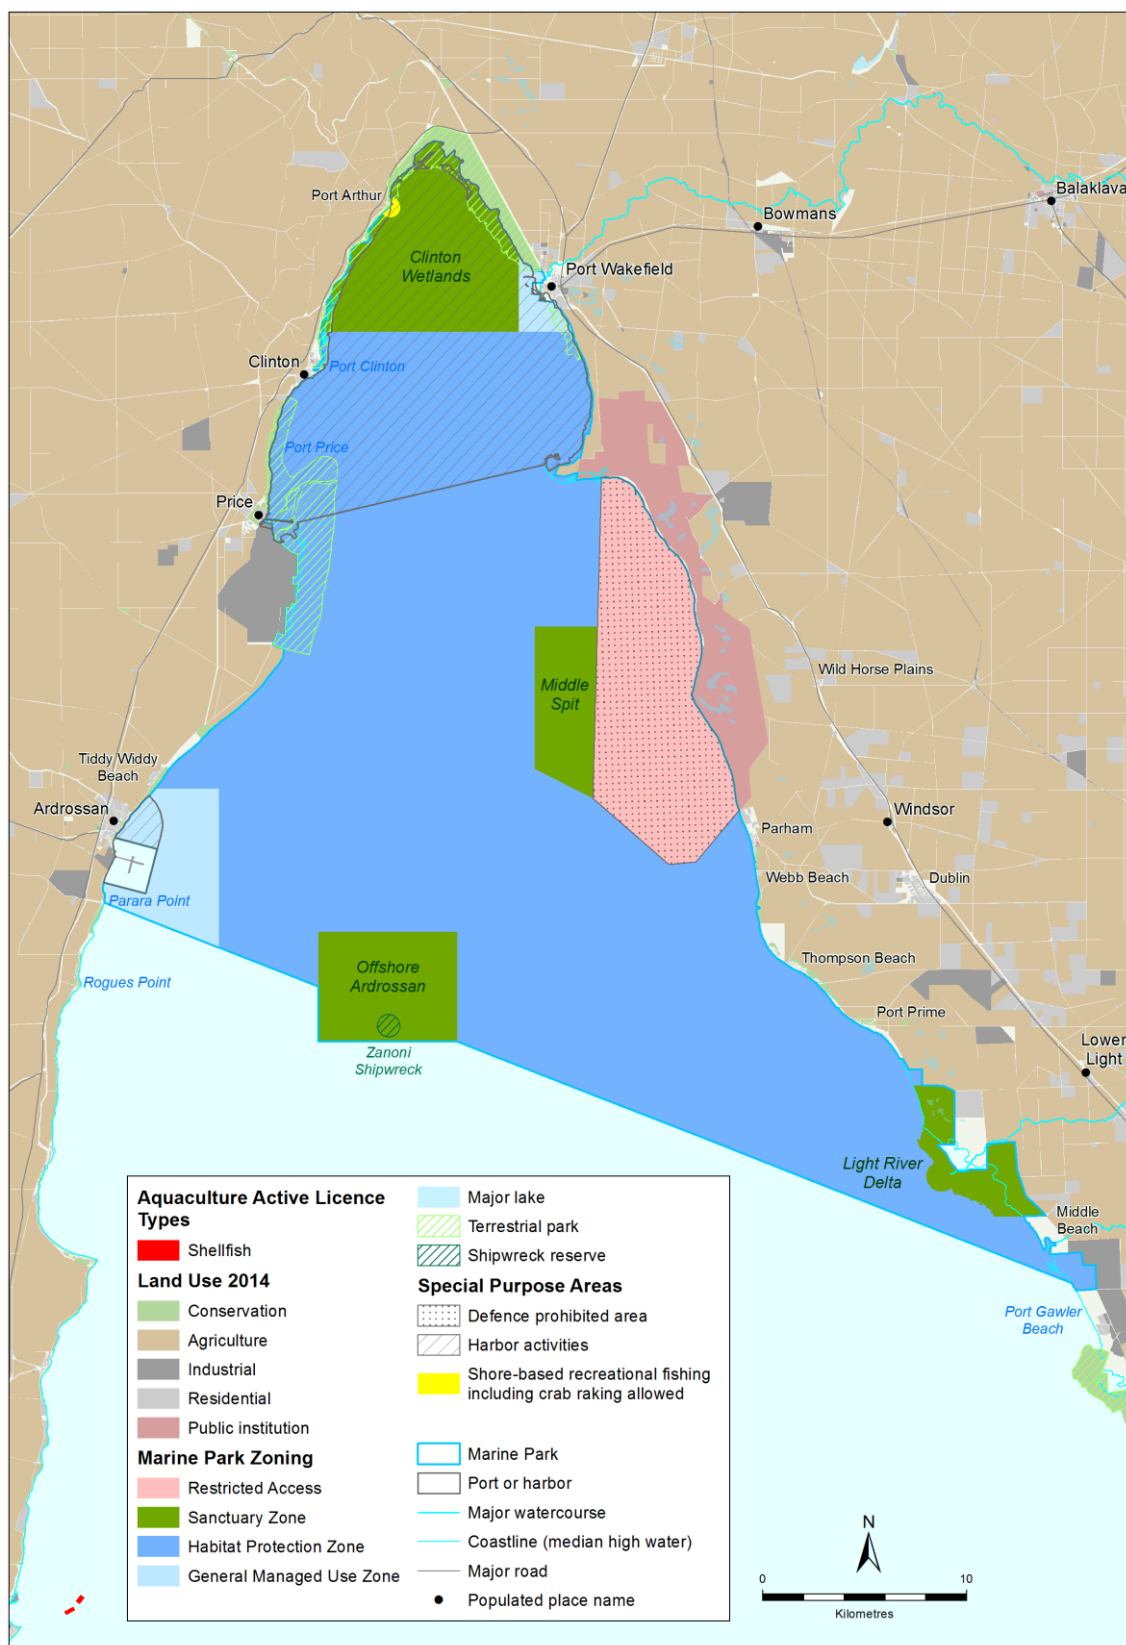 Port Arthur
Clinton
Wetlands
Port Wakefield
Bowmans
Balaklava
Clinton
Port Clinton
Port Price
Price
Middle
Spit
Wild Horse Plains
Tiddy Widdy
Beach
Ardrossan
Windsor
Parham
Webb Beach
Dublin
Parara Point
Thompson Beach
Offshore
Ardrossan
Rogues Point
Port Prime
Zanoni
Shipwreck
Lower
Light
Light River
Delta
Middle
Beach
Port Gawler
Beach
Aquaculture Active Licence
Types
Shellfish
Land Use 2014
Conservation
Agriculture
Industrial
Residential
Public institution
Marine Park Zoning
Restricted Access
Sanctuary Zone
Habitat Protection Zone
General Managed Use Zone
Major lake
Terrestrial park
Shipwreck reserve
Special Purpose Areas
Defence prohibited area
Harbor activities
Shore-based recreational fishing
including crab raking allowed
Marine Park
Port or harbor
Major watercourse
Coastline (median high water)
Major road
Populated place name
N
0 10
Kilometres